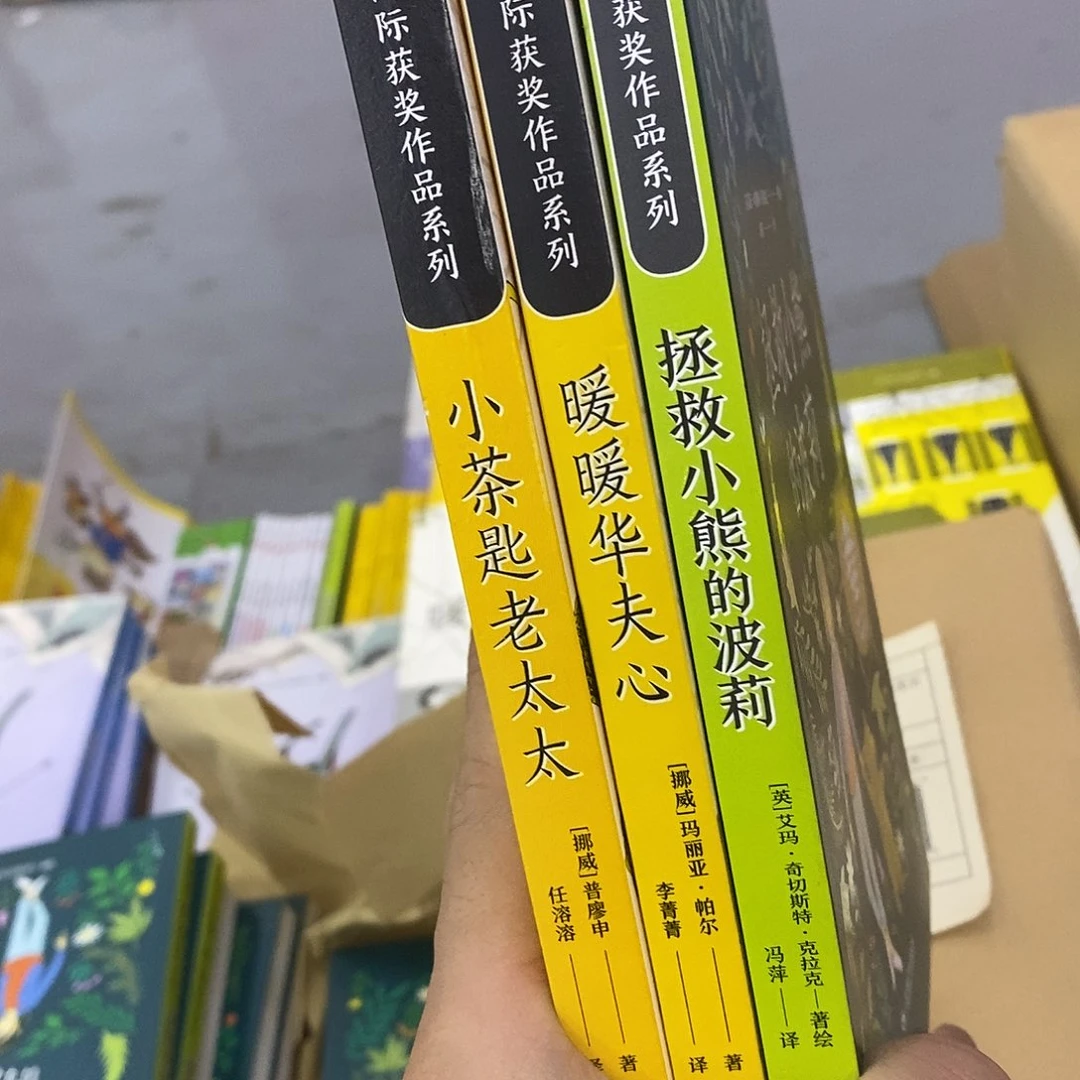 际获奖作品系列
小茶匙老太太
[挪威]普廖申
著
任溶溶
译
际获奖作品系列
暖暖华夫心
[挪威]玛丽亚·帕尔
著
李菁菁
译
获奖作品系列
拯救小熊的波莉
[英]艾玛·奇切斯特·克拉克
著绘
冯萍
译